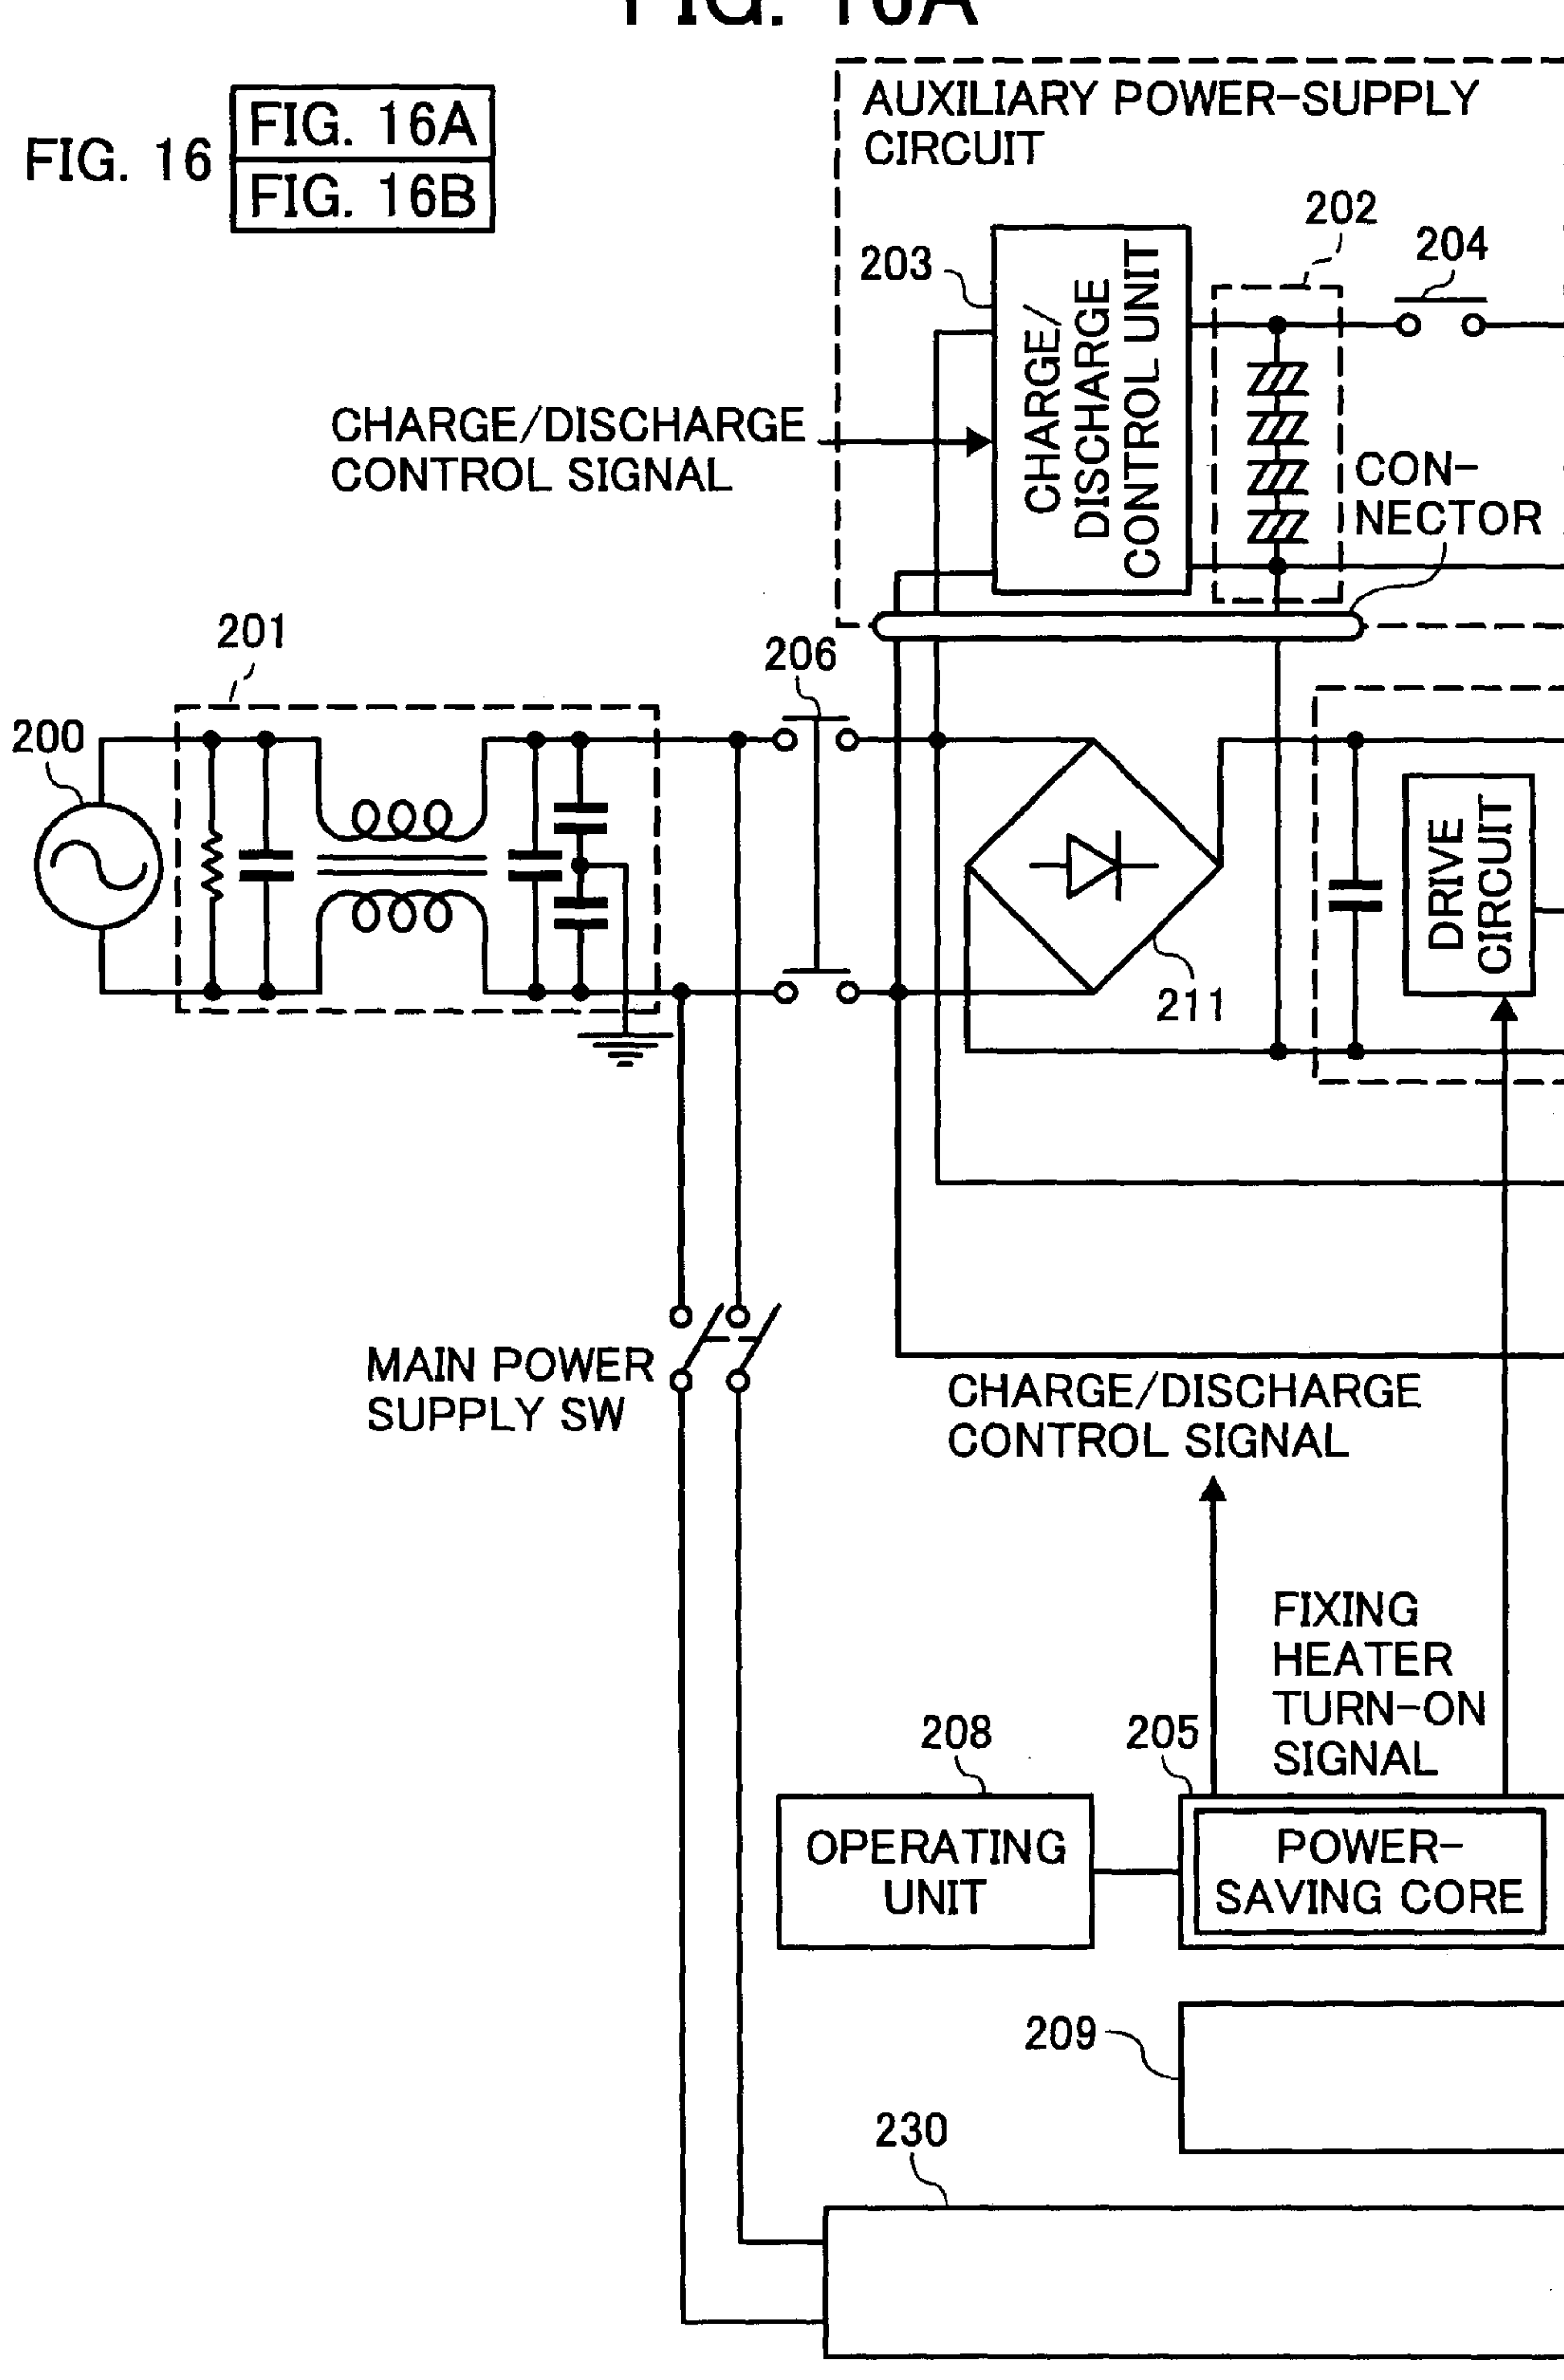 FIG. 16A
FIG. 16
FIG. 16A
FIG. 16B
AUXILIARY POWER-SUPPLY
CIRCUIT
202
204
203
CHARGE/
DISCHARGE
CONTROL UNIT
CHARGE/DISCHARGE
CONTROL SIGNAL
CON-
NECTOR
201
206
200
DRIVE
CIRCUIT
211
MAIN POWER
SUPPLY SW
CHARGE/DISCHARGE
CONTROL SIGNAL
FIXING
HEATER
TURN-ON
SIGNAL
208
205
OPERATING
UNIT
POWER-
SAVING CORE
209
230